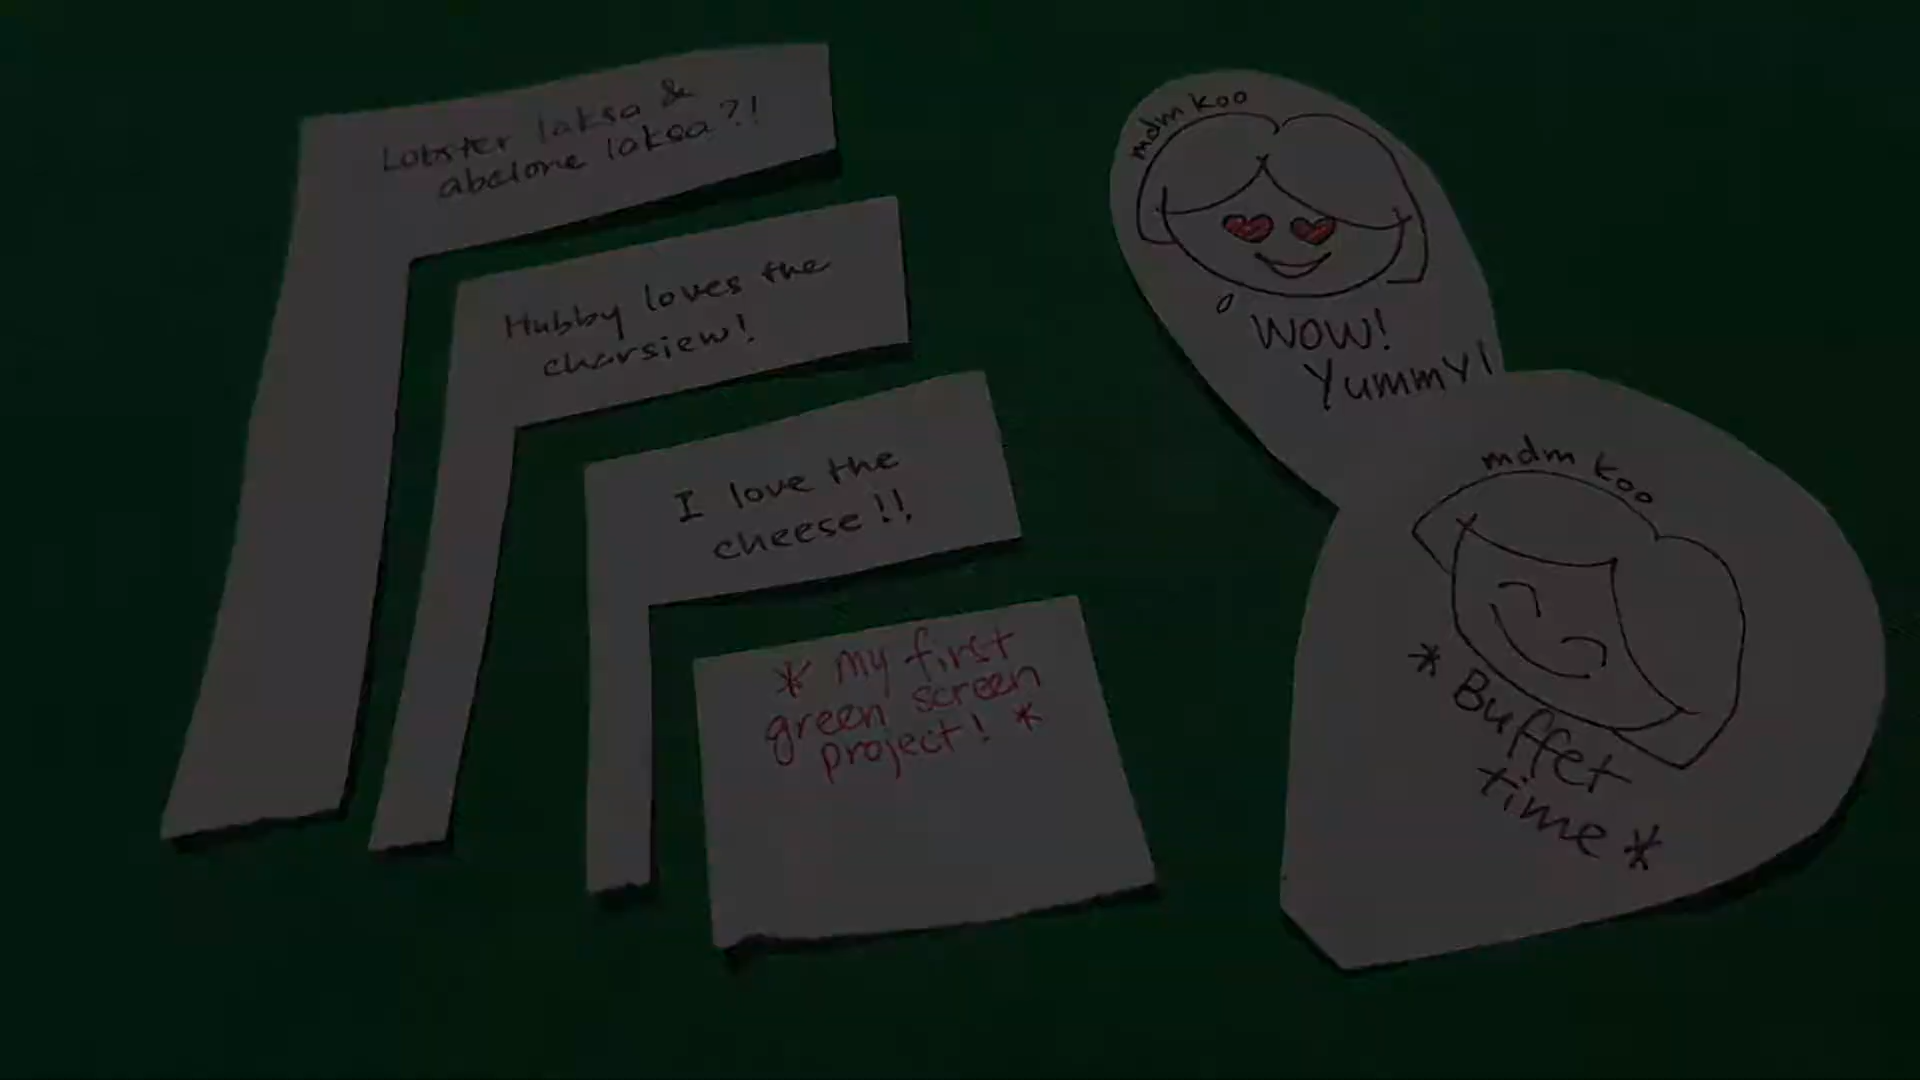 Lobster laksa &
abalone laksa?!
Hubby loves the
charsiew!
I love the
cheese!!
* My first
green screen
project! *
mdm koo
WOW!
Yummy!
mdm koo
* Buffet
time *